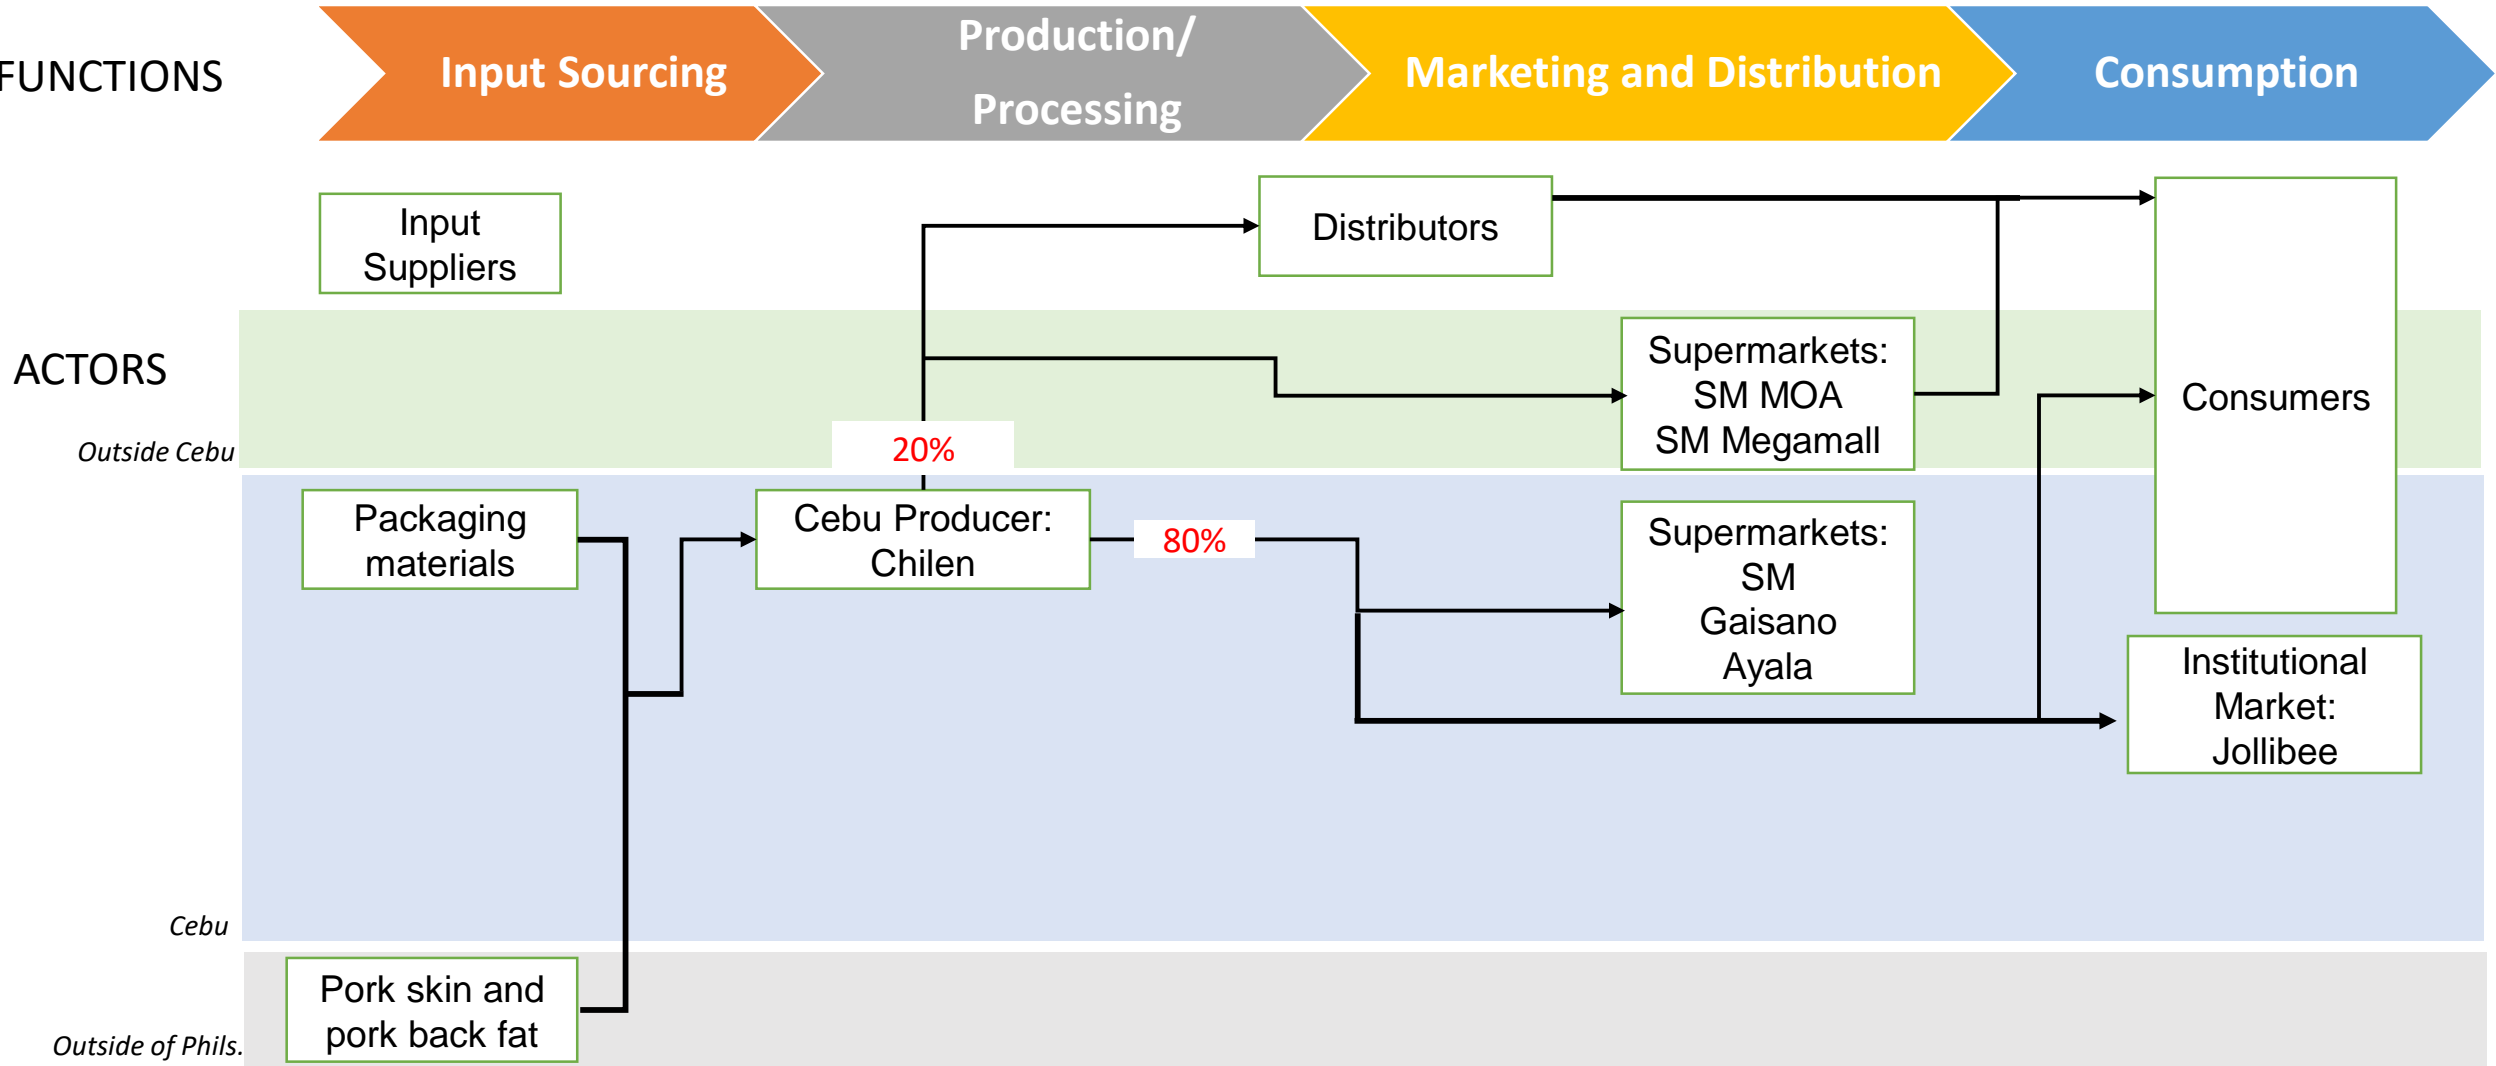 FUNCTIONS
Input Sourcing
Production/
Processing
Marketing and Distribution
Consumption
Input
Suppliers
Distributors
ACTORS
Outside Cebu
Supermarkets:
SM MOA
SM Megamall
Consumers
20%
Packaging
materials
Cebu Producer:
Chilen
80%
Supermarkets:
SM
Gaisano
Ayala
Institutional
Market:
Jollibee
Cebu
Pork skin and
pork back fat
Outside of Phils.